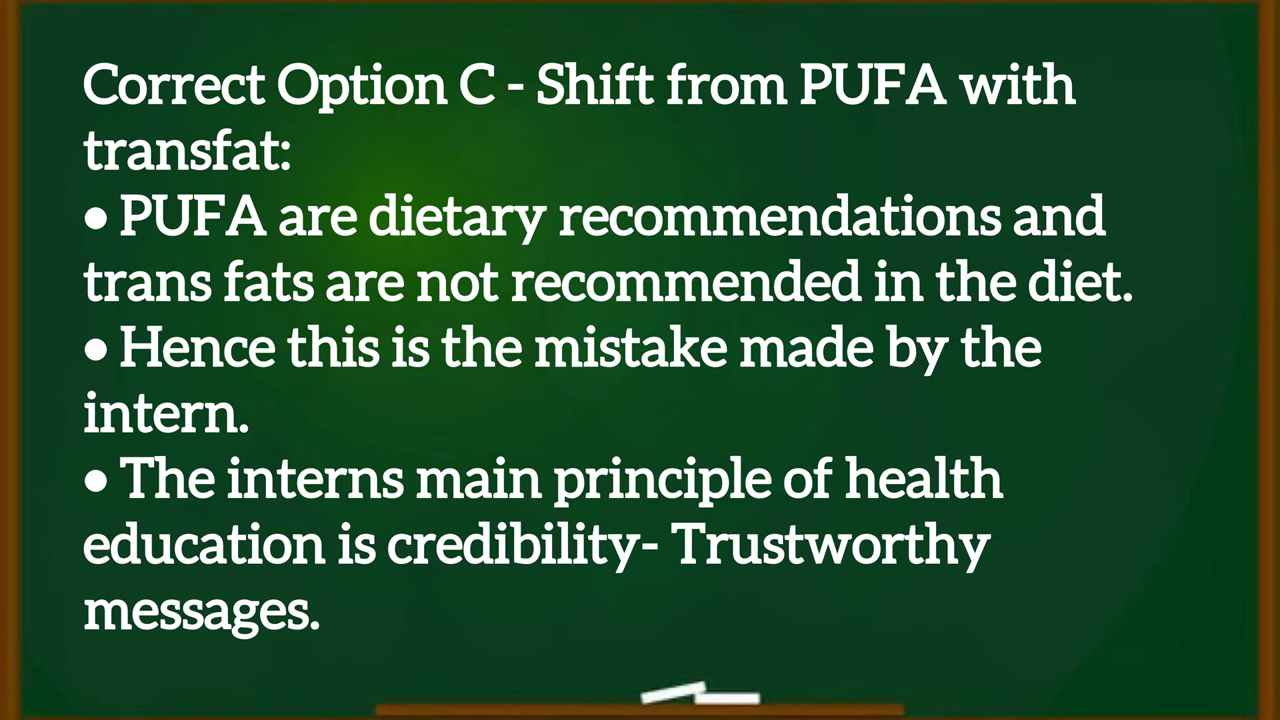 Correct Option C - Shift from PUFA with
transfat:
• PUFA are dietary recommendations and
trans fats are not recommended in the diet.
• Hence this is the mistake made by the
intern.
• The interns main principle of health
education is credibility- Trustworthy
messages.